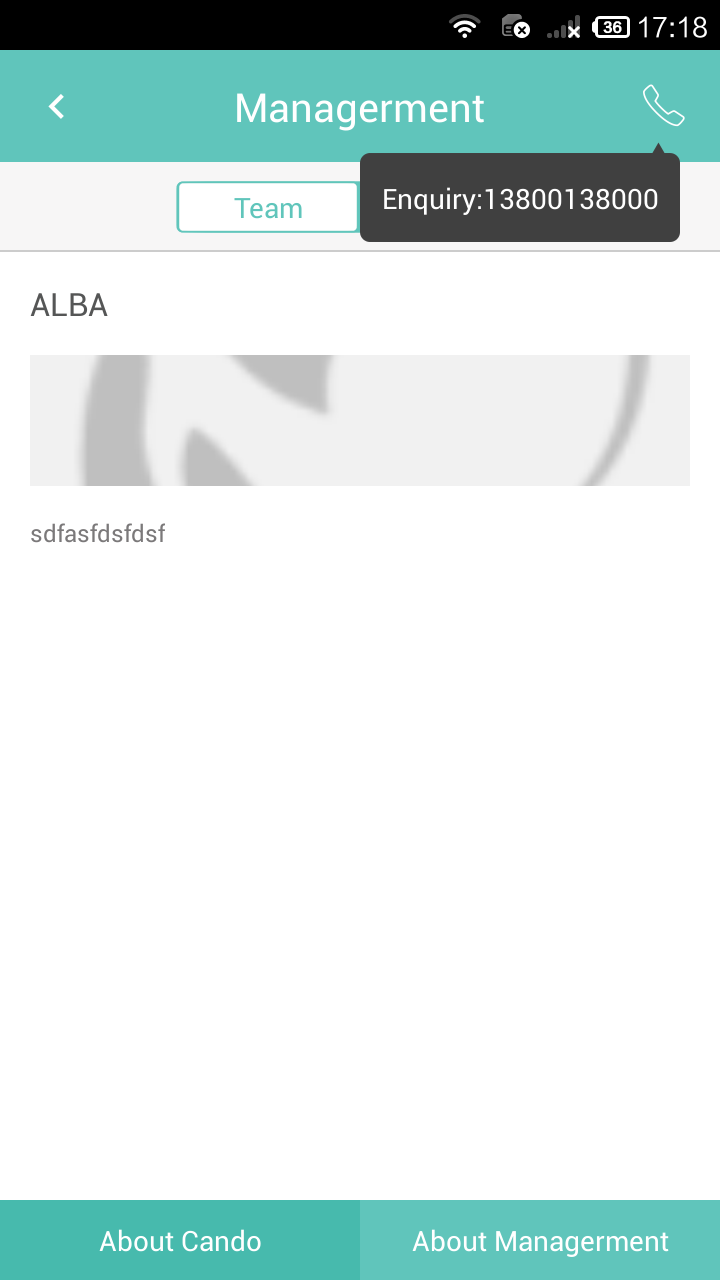 36 17:18
Managerment
Enquiry:13800138000
Team
ALBA
sdfasfdsfdsf
About Cando
About Managerment